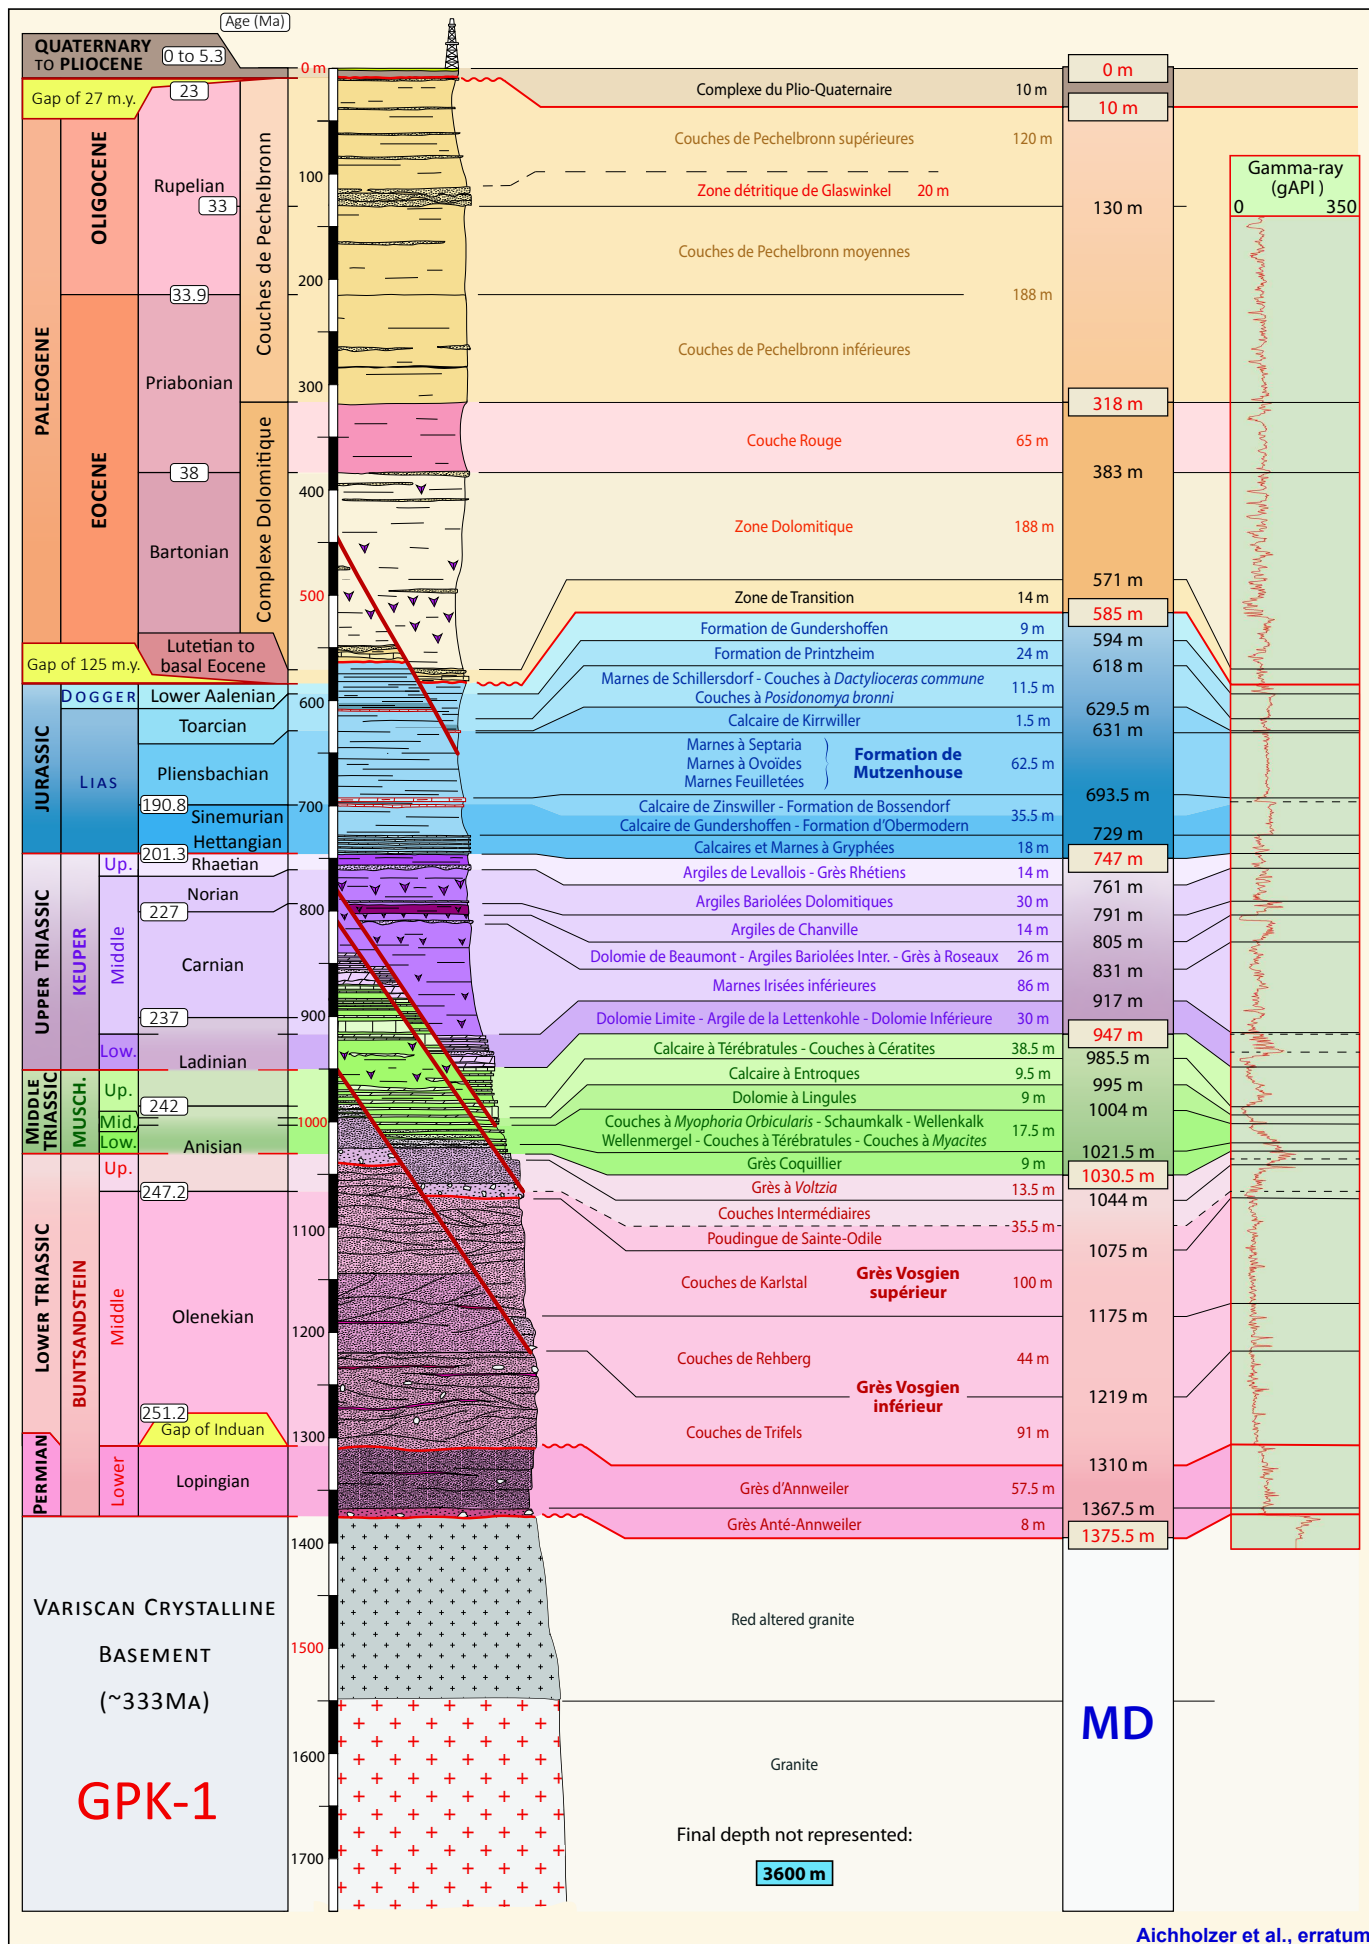 Age (Ma)
QUATERNARY
TO PLIOCENE
0 to 5.3
Gap of 27 m.y.
23
PALEOGENE
OLIGOCENE
EOCENE
Rupelian
33
33.9
Priabonian
38
Bartonian
Lutetian to
basal Eocene
Gap of 125 m.y.
Couches de Pechelbronn
Complexe Dolomitique
JURASSIC
DOGGER
LIAS
Lower Aalenian
Toarcian
Pliensbachian
190.8
Sinemurian
Hettangian
201.3
UPPER TRIASSIC
KEUPER
Up.
Middle
Low.
Rhaetian
Norian
227
Carnian
237
Ladinian
MIDDLE
TRIASSIC
MUSCH.
Up.
Mid.
Low.
242
Anisian
LOWER TRIASSIC
BUNTSANDSTEIN
Up.
247.2
Middle
Olenekian
251.2
Gap of Induan
PERMIAN
Lower
Lopingian
VARISCAN CRYSTALLINE
BASEMENT
(~333MA)
GPK-1
0 m
100
200
300
400
500
600
700
800
900
1000
1100
1200
1300
1400
1500
1600
1700
Complexe du Plio-Quaternaire 10 m
Couches de Pechelbronn supérieures 120 m
Zone détritique de Glaswinkel 20 m
Couches de Pechelbronn moyennes
188 m
Couches de Pechelbronn inférieures
Couche Rouge 65 m
Zone Dolomitique 188 m
Zone de Transition 14 m
Formation de Gundershoffen 9 m
Formation de Printzheim 24 m
Marnes de Schillersdorf - Couches à Dactylioceras commune
Couches à Posidonomya bronni
11.5 m
Calcaire de Kirrwiller 1.5 m
Marnes à Septaria
Marnes à Ovoïdes
Marnes Feuilletées
Formation de
Mutzenhouse
62.5 m
Calcaire de Zinswiller - Formation de Bossendorf
Calcaire de Gundershoffen - Formation d'Obermodern
35.5 m
Calcaires et Marnes à Gryphées 18 m
Argiles de Levallois - Grès Rhétiens 14 m
Argiles Bariolées Dolomitiques 30 m
Argiles de Chanville 14 m
Dolomie de Beaumont - Argiles Bariolées Inter. - Grès à Roseaux 26 m
Marnes Irisées inférieures 86 m
Dolomie Limite - Argile de la Lettenkohle - Dolomie Inférieure 30 m
Calcaire à Térébratules - Couches à Cératites 38.5 m
Calcaire à Entroques 9.5 m
Dolomie à Lingules 9 m
Couches à Myophoria Orbicularis - Schaumkalk - Wellenkalk
Wellenmergel - Couches à Térébratules - Couches à Myacites
17.5 m
Grès Coquillier 9 m
Grès à Voltzia 13.5 m
Couches Intermédiaires
Poudingue de Sainte-Odile
35.5 m
Couches de Karlstal
Grès Vosgien
supérieur
100 m
Couches de Rehberg 44 m
Grès Vosgien
inférieur
Couches de Trifels 91 m
Grès d'Annweiler 57.5 m
Grès Anté-Annweiler 8 m
Red altered granite
Granite
Final depth not represented:
3600 m
0 m
10 m
130 m
318 m
383 m
571 m
585 m
594 m
618 m
629.5 m
631 m
693.5 m
729 m
747 m
761 m
791 m
805 m
831 m
917 m
947 m
985.5 m
995 m
1004 m
1021.5 m
1030.5 m
1044 m
1075 m
1175 m
1219 m
1310 m
1367.5 m
1375.5 m
MD
Gamma-ray
(gAPI )
0 350
Aichholzer et al., erratum